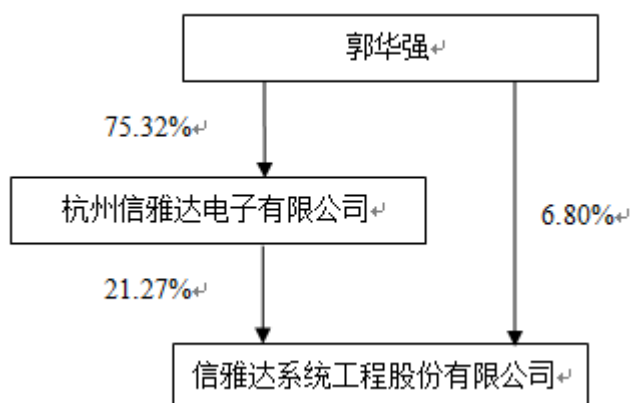 郭华强
75.32%
杭州信雅达电子有限公司
6.80%
21.27%
信雅达系统工程股份有限公司